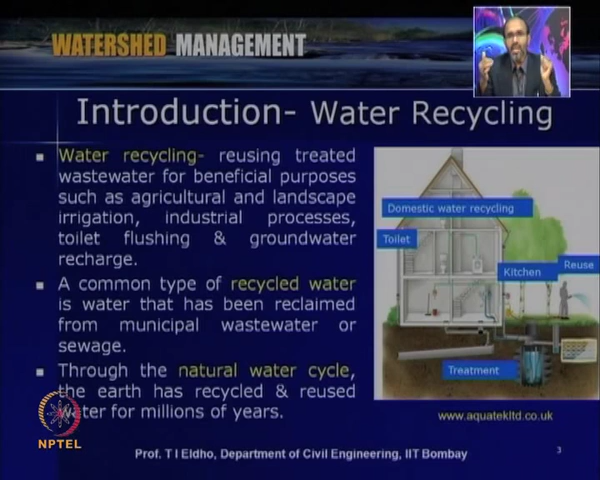 WATERSHED MANAGEMENT
Introduction- Water Recycling
Water recycling- reusing treated
wastewater for beneficial purposes
such as agricultural and landscape
irrigation, industrial processes,
toilet flushing & groundwater
recharge.
A common type of recycled water
is water that has been reclaimed
from municipal wastewater or
sewage.
Through the natural water cycle,
the earth has recycled & reused
water for millions of years.
Domestic water recycling
Toilet
Kitchen
Reuse
Treatment
www.aquatekltd.co.uk
NPTEL
Prof. T I Eldho, Department of Civil Engineering, IIT Bombay
3